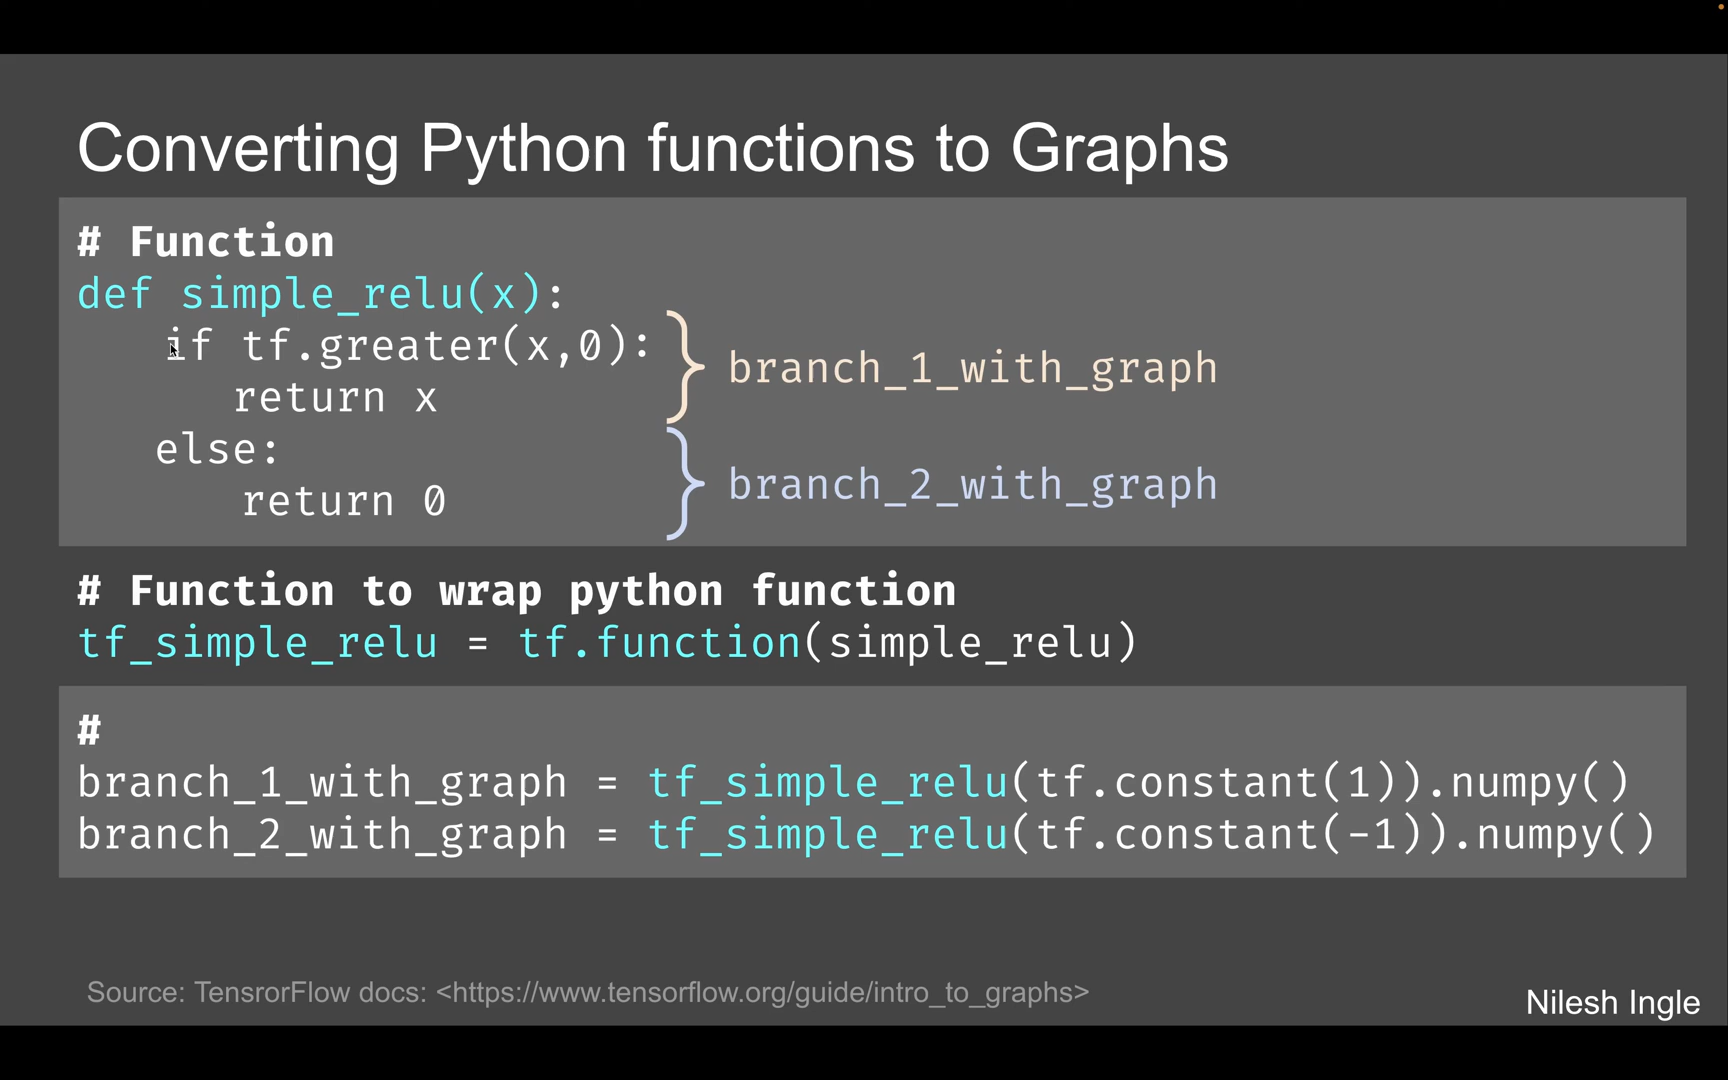 Converting Python functions to Graphs
# Function
def simple_relu(x):
if tf.greater(x,0):
return x
else:
return 0
branch_1_with_graph
branch_2_with_graph
# Function to wrap python function
tf_simple_relu = tf.function(simple_relu)
#
branch_1_with_graph = tf_simple_relu(tf.constant(1)).numpy()
branch_2_with_graph = tf_simple_relu(tf.constant(-1)).numpy()
Source: TensrorFlow docs: <https://www.tensorflow.org/guide/intro_to_graphs>
Nilesh Ingle